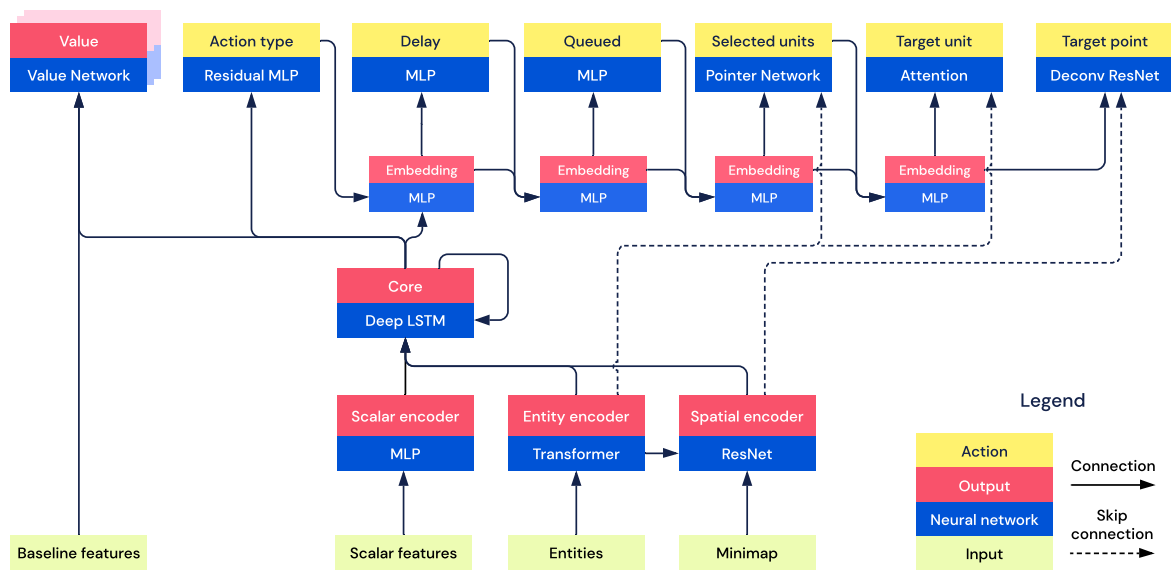 Value
Value Network
Action type
Residual MLP
Delay
MLP
Queued
MLP
Selected units
Pointer Network
Target unit
Attention
Target point
Deconv ResNet
Embedding
MLP
Embedding
MLP
Embedding
MLP
Embedding
MLP
Core
Deep LSTM
Scalar encoder
MLP
Entity encoder
Transformer
Spatial encoder
ResNet
Baseline features
Scalar features
Entities
Minimap
Legend
Action
Output
Neural network
Input
Connection
Skip
connection